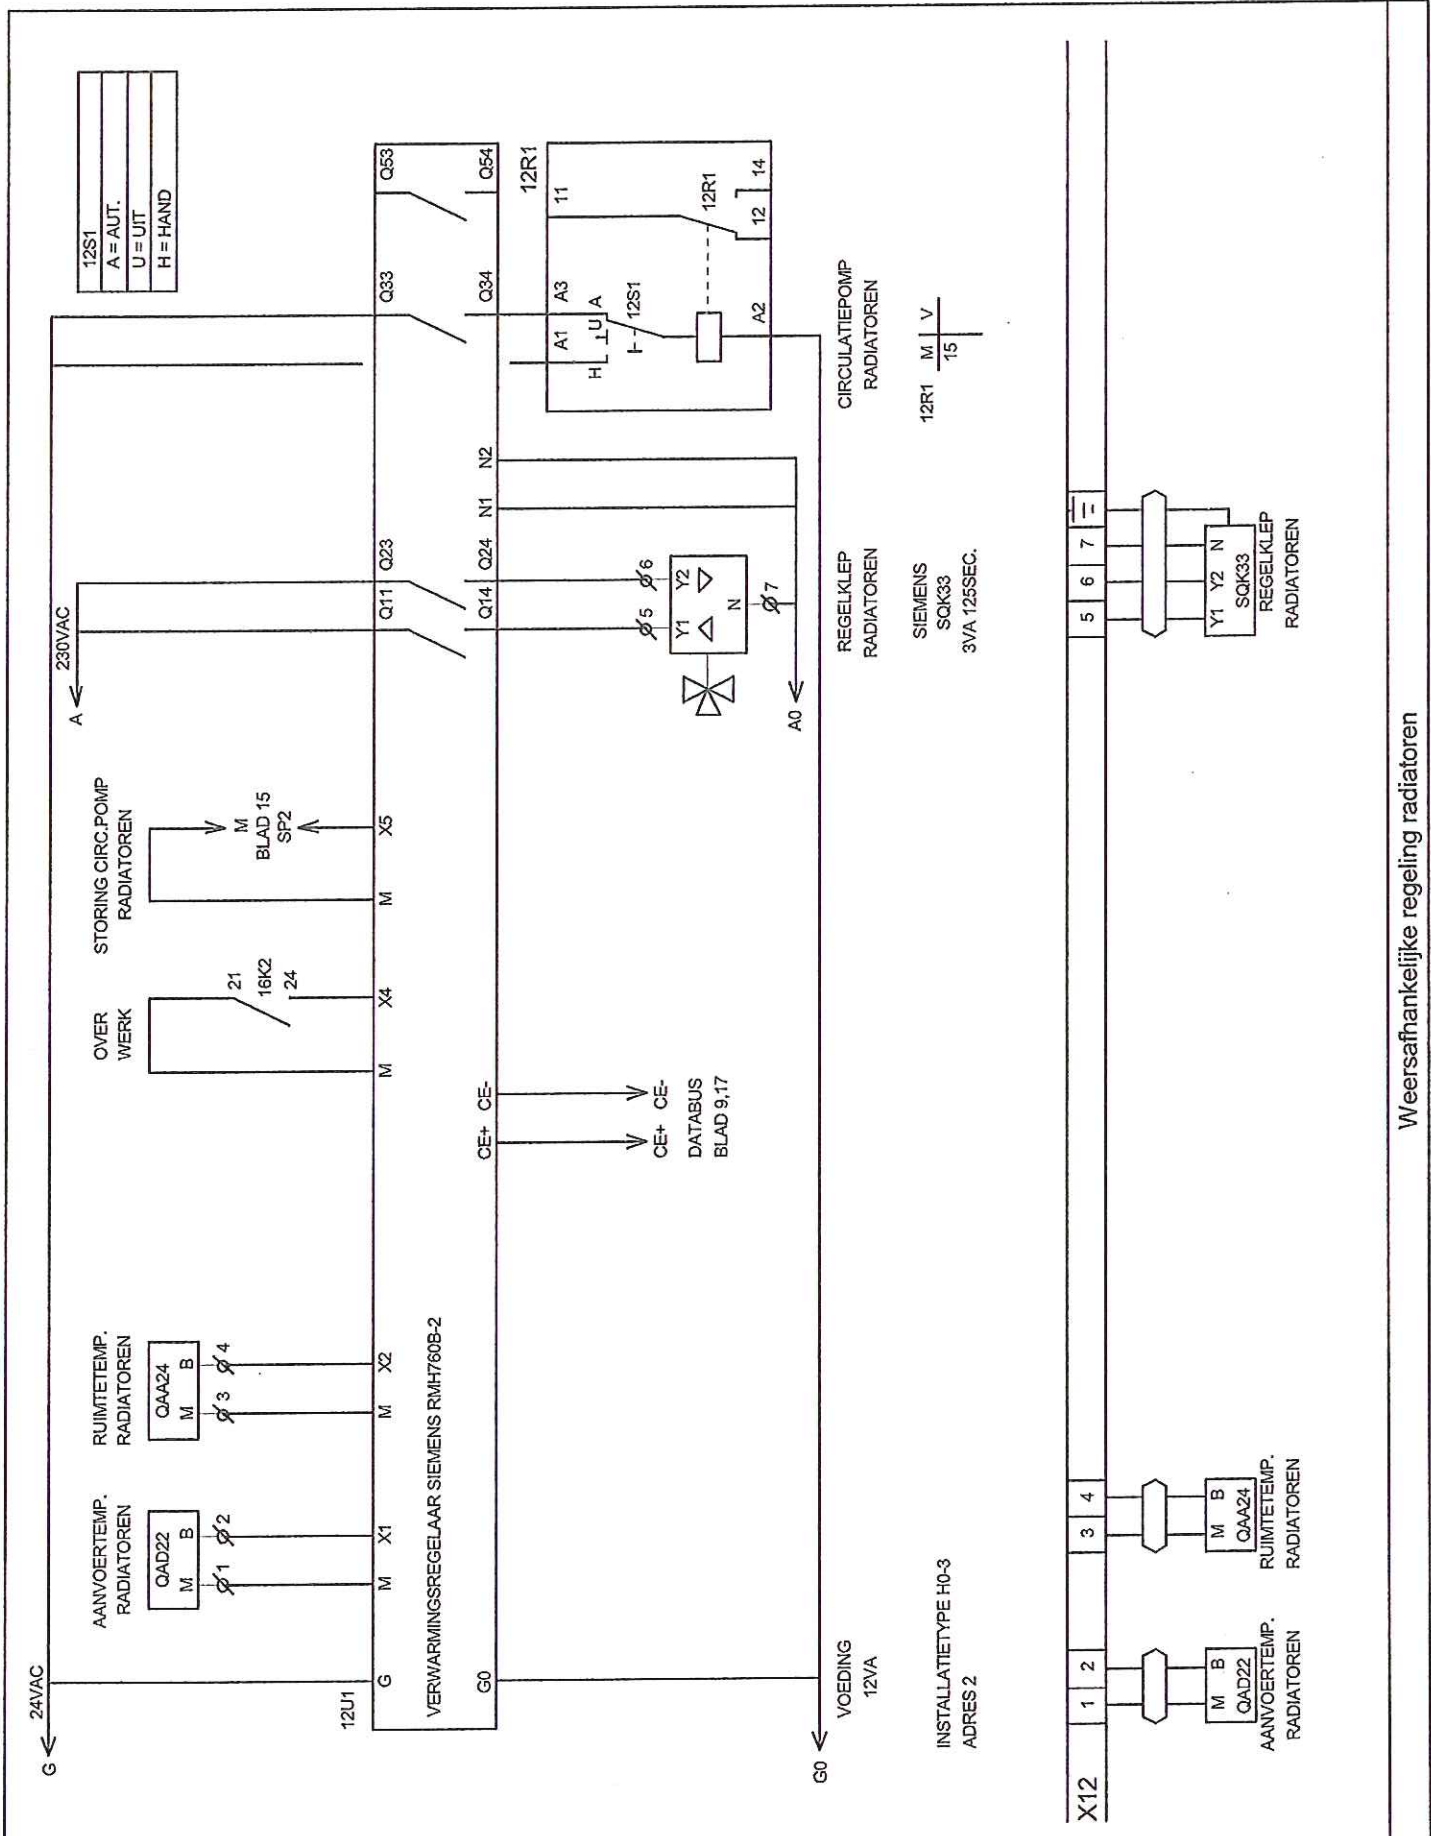 24VAC
G
230VAC
A
12S1
A = AUT.
U = UIT
H = HAND
AANVOERTEMP.
RADIATOREN
QAD22
M B
1 2
RUIMTETEMP.
RADIATOREN
QAA24
M B
3 4
OVER
WERK
21
16K2
24
STORING CIRC.POMP
RADIATOREN
M
BLAD 15
SP2
12U1
G M X1 M X2 M X4 M X5 Q11 Q23 Q33 Q53
VERWARMINGSREGELAAR SIEMENS RMH760B-2
G0 CE+ CE- Q14 Q24 N1 N2 Q34 Q54
12R1
A1 A3 11
H U A
12S1
12R1
A2 12 14
CE+ CE-
DATABUS
BLAD 9,17
5 6
Y1 Y2
N
7
A0
G0
VOEDING
12VA
REGELKLEP
RADIATOREN
SIEMENS
SQK33
3VA 125SEC.
CIRCULATIEPOMP
RADIATOREN
12R1 M V
15
INSTALLATIETYPE H0-3
ADRES 2
X12
1 2 3 4 5 6 7
M B
QAD22
AANVOERTEMP.
RADIATOREN
M B
QAA24
RUIMTETEMP.
RADIATOREN
Y1 Y2 N
SQK33
REGELKLEP
RADIATOREN
Weersafhankelijke regeling radiatoren